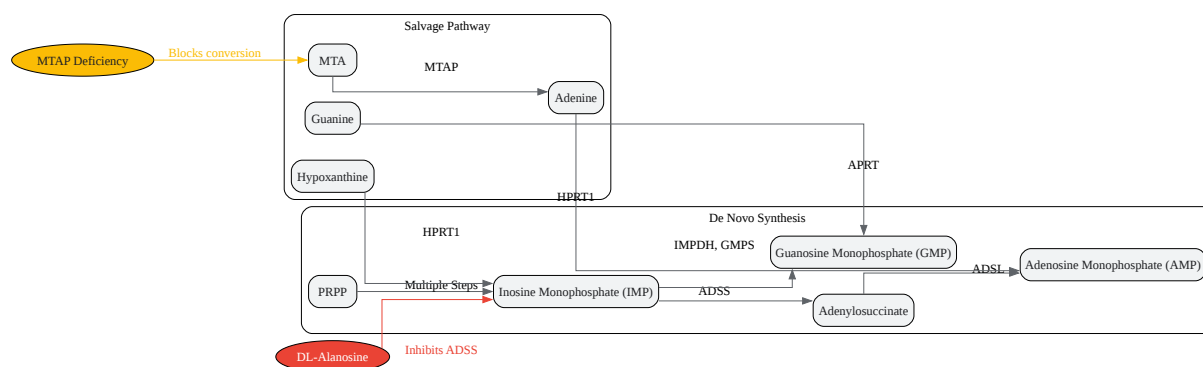 Salvage Pathway
MTAP Deficiency
Blocks conversion
MTA
MTAP
Adenine
Guanine
APRT
Hypoxanthine
HPRT1
De Novo Synthesis
HPRT1
IMPDH, GMPS
Guanosine Monophosphate (GMP)
ADSL
Adenosine Monophosphate (AMP)
PRPP
Multiple Steps
Inosine Monophosphate (IMP)
ADSS
Adenylosuccinate
DL-Alanosine
Inhibits ADSS